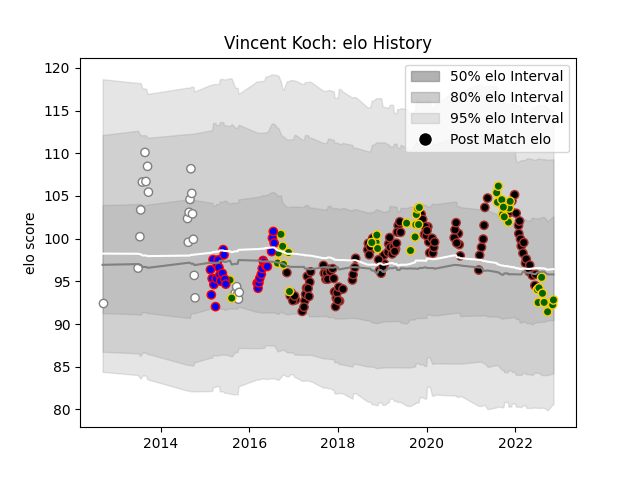 Vincent Koch: elo History
120
115
110
105
100
95
90
85
80
elo score
50% elo Interval
80% elo Interval
95% elo Interval
Post Match elo
2014 2016 2018 2020 2022